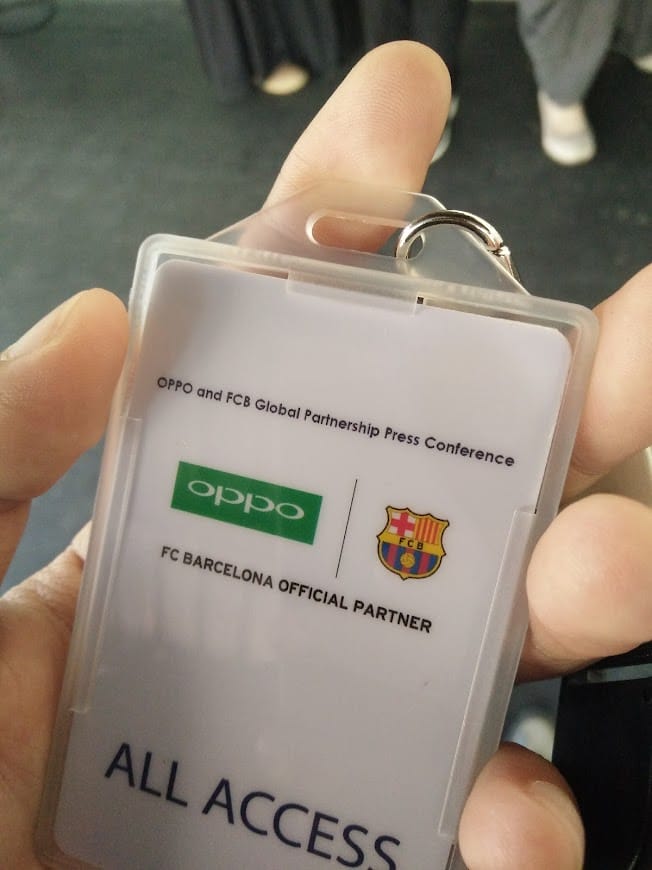 OPPO and FCB Global Partnership Press Conference
oppo
FCB
FC BARCELONA OFFICIAL PARTNER
ALL ACCESS